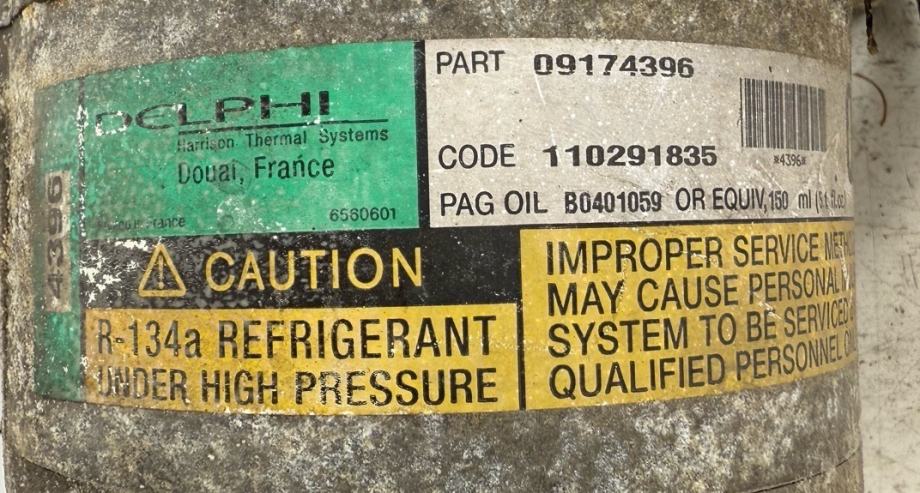 DELPHI
Harrison Thermal Systems
Douai, France
6560601
4396
PART 09174396
*4396*
CODE 110291835
PAG OIL B0401059 OR EQUIV, 150 ml
CAUTION
R-134a REFRIGERANT
UNDER HIGH PRESSURE
IMPROPER SERVICE
MAY CAUSE PERSONAL
SYSTEM TO BE SERVICED
QUALIFIED PERSONNEL